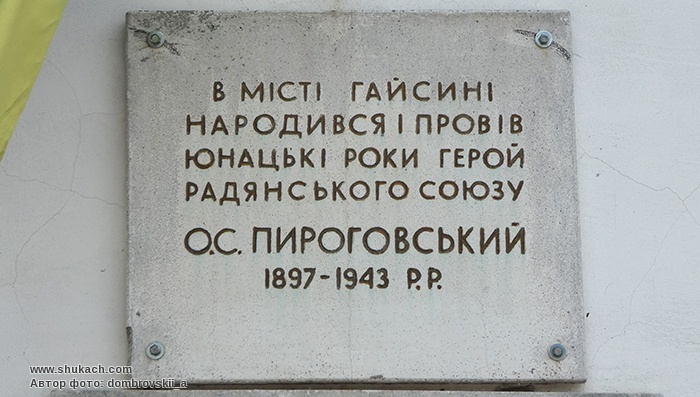 В МІСТІ ГАЙСИНІ
НАРОДИВСЯ І ПРОВІВ
ЮНАЦЬКІ РОКИ ГЕРОЙ
РАДЯНСЬКОГО СОЮЗУ
О.С. ПИРОГОВСЬКИЙ
1897-1943 Р.Р.
www.shukach.com
Автор фото: dombrovskii_a